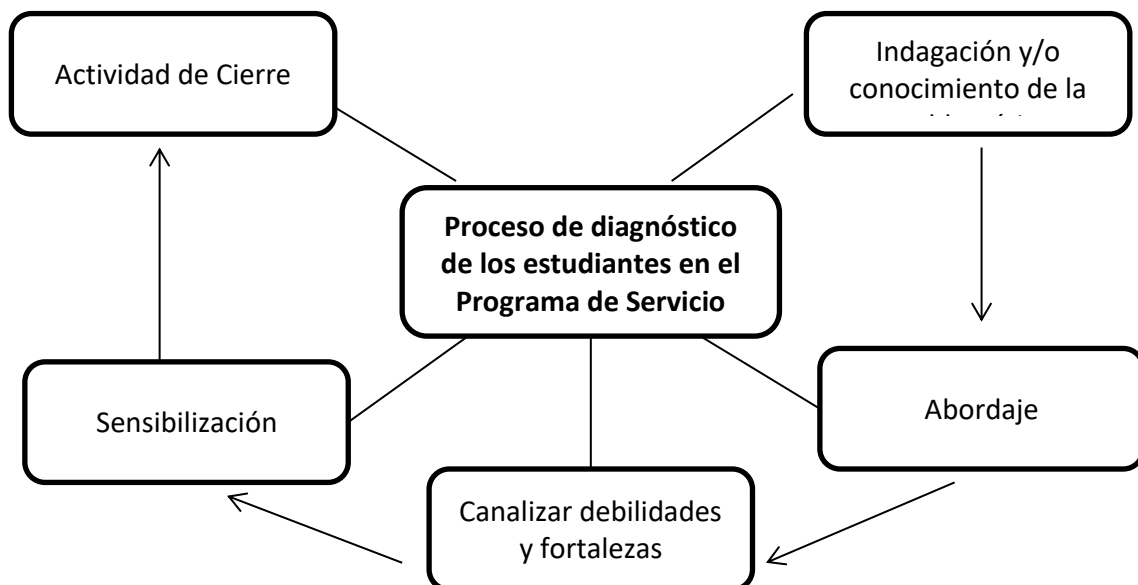 Actividad de Cierre
Indagación y/o
conocimiento de la
Proceso de diagnóstico
de los estudiantes en el
Programa de Servicio
Sensibilización
Abordaje
Canalizar debilidades
y fortalezas